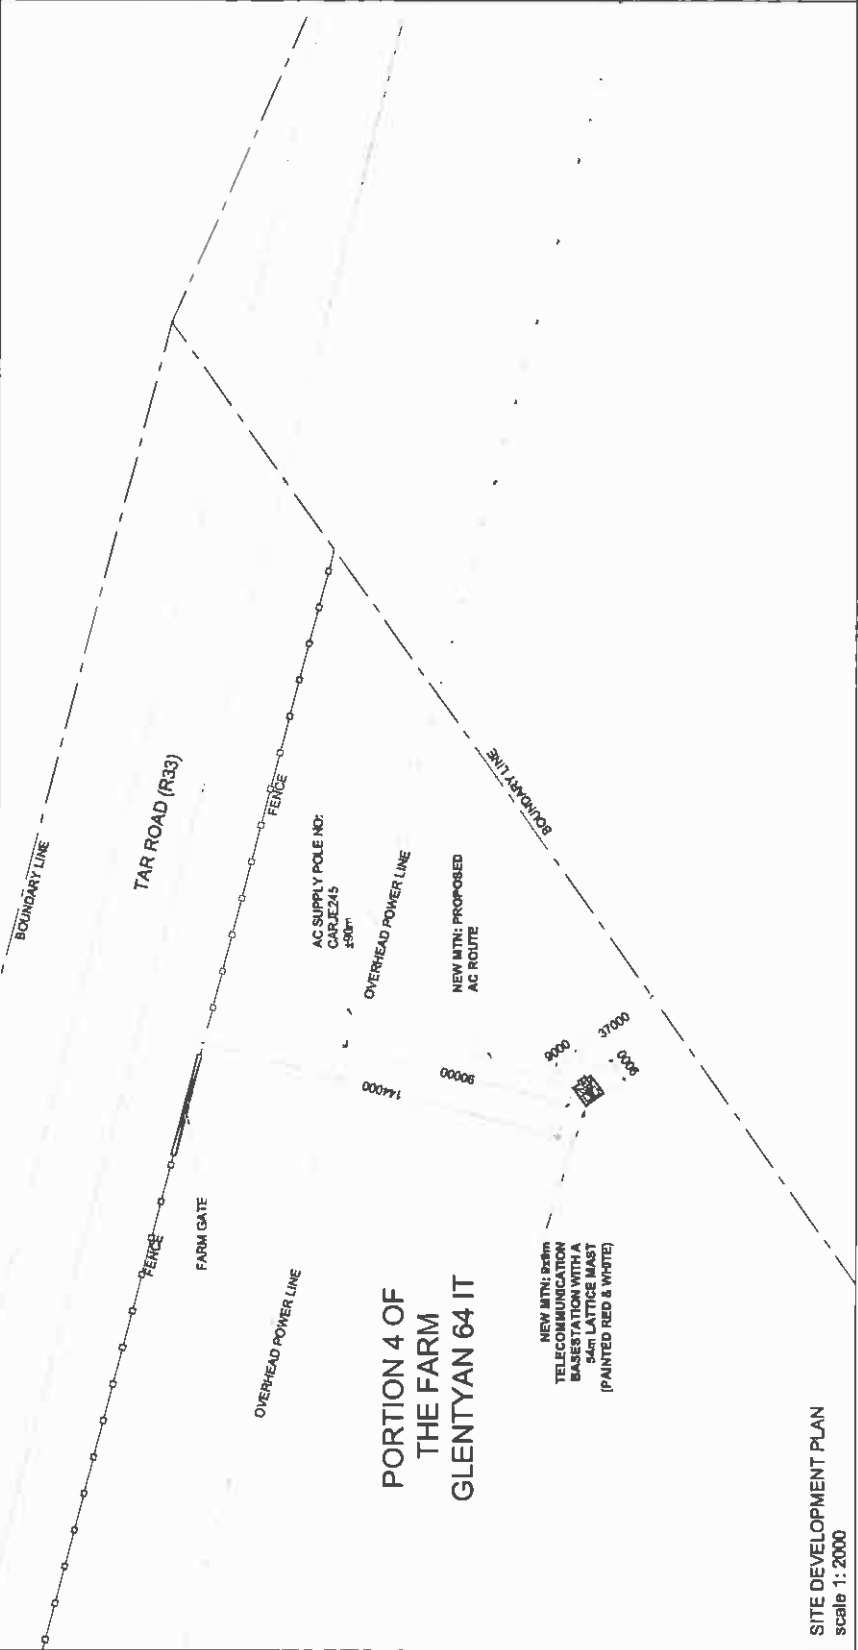 BOUNDARY LINE
TAR ROAD (R33)
FENCE
AC SUPPLY POLE NO:
CARJE245
±90m
OVERHEAD POWER LINE
NEW MTN: PROPOSED
AC ROUTE
BOUNDARY LINE
144000
90000
9000
37000
9000
FENCE
FARM GATE
OVERHEAD POWER LINE
PORTION 4 OF
THE FARM
GLENTYAN 64 IT
NEW MTN: 9x9m
TELECOMMUNICATION
BASESTATION WITH A
54m LATTICE MAST
(PAINTED RED & WHITE)
SITE DEVELOPMENT PLAN
scale 1: 2000